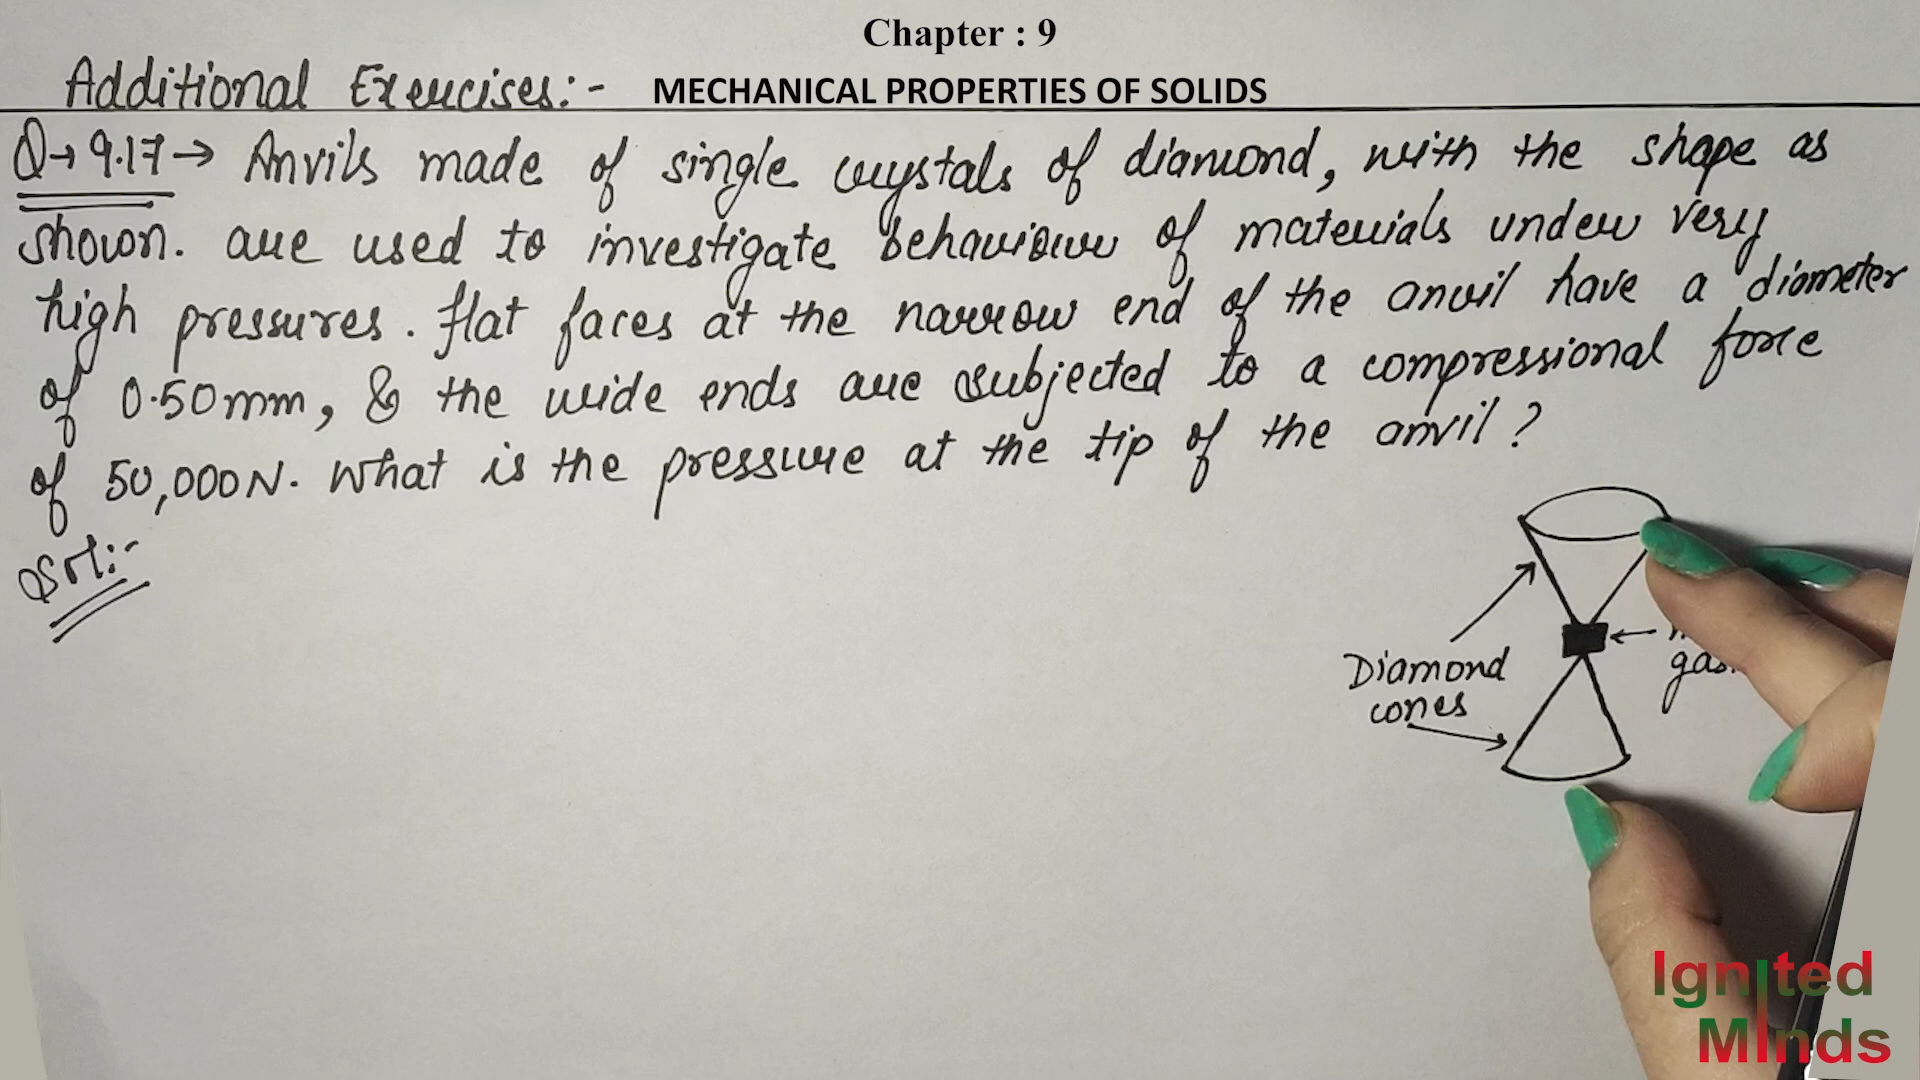 Chapter : 9
Additional Exercises:- MECHANICAL PROPERTIES OF SOLIDS
Q→ 9.17→ Anvils made of single crystals of diamond, with the shape as
shown. are used to investigate behaviour of materials under very
high pressures. flat faces at the narrow end of the anvil have a diameter
of 0.50mm, & the wide ends are subjected to a compressional force
of 50,000N. What is the pressure at the tip of the anvil?
Sol:-
Diamond
cones
Ignited
Minds